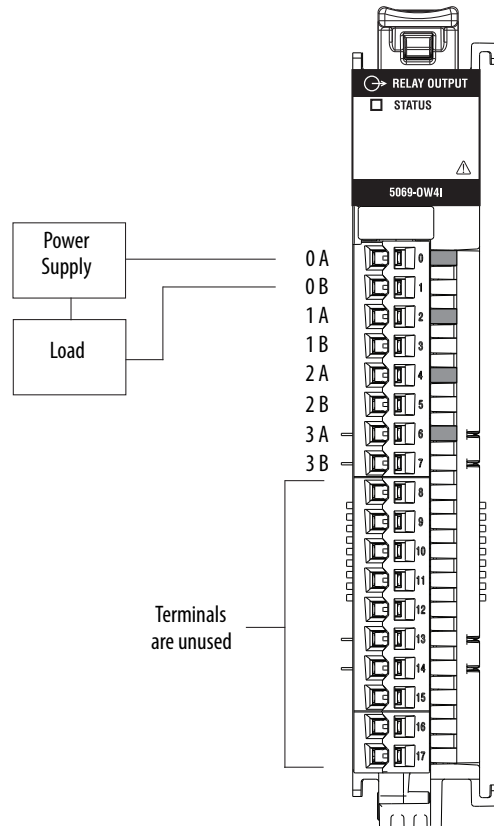 RELAY OUTPUT
STATUS
5069-OW4I
Power
Supply
Load
0 A 0
0 B 1
1 A 2
1 B 3
2 A 4
2 B 5
3 A 6
3 B 7
8
9
10
11
12
13
14
15
16
17
Terminals
are unused